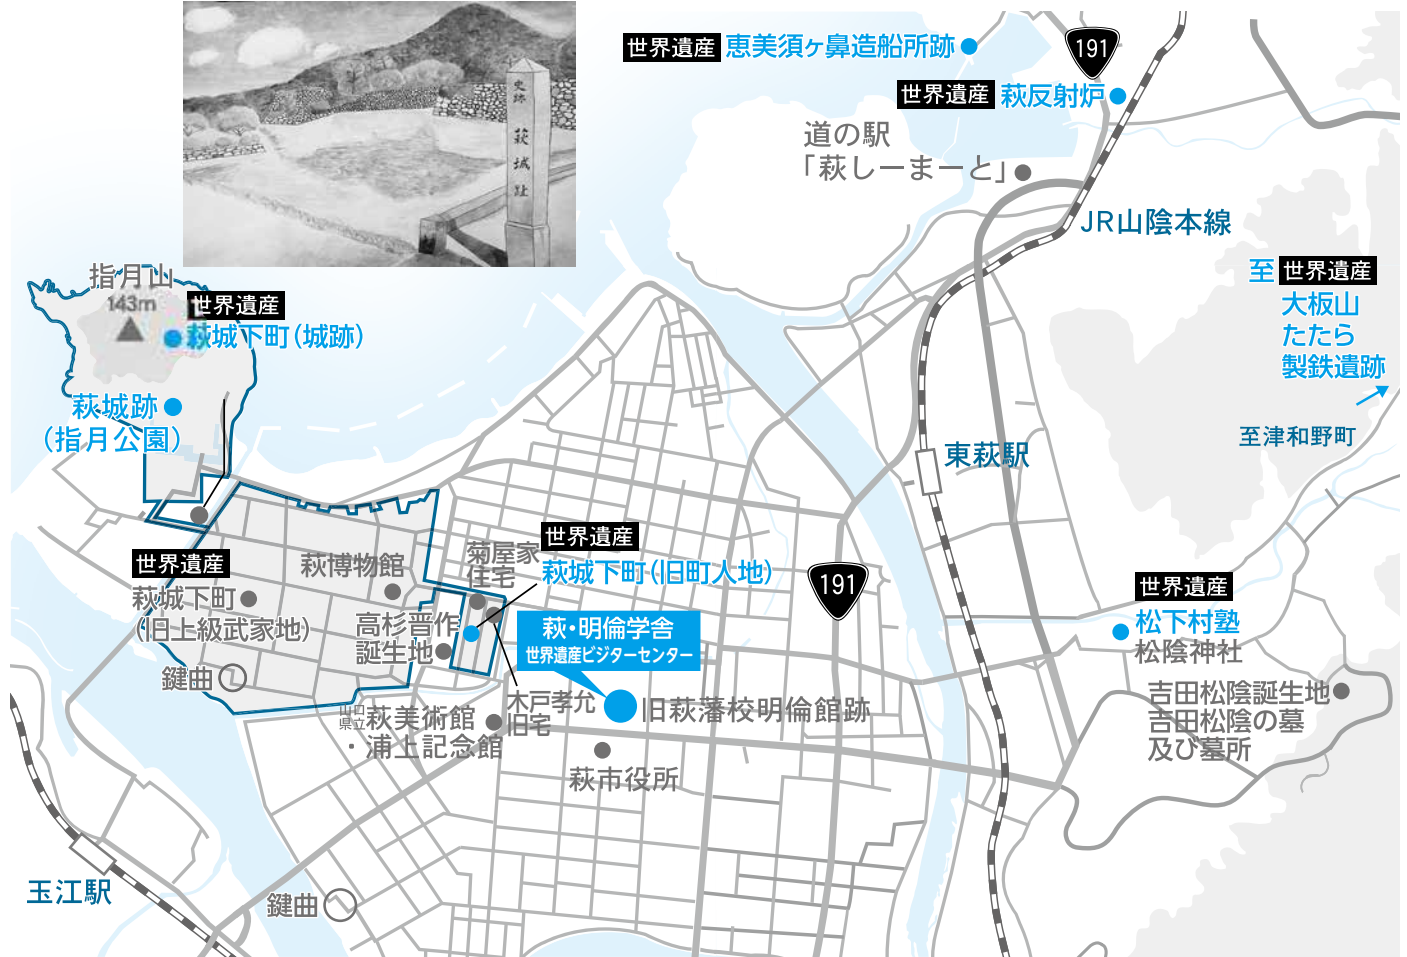 世界遺産 恵美須ヶ鼻造船所跡
191
世界遺産 萩反射炉
道の駅
「萩しーまーと」
JR山陰本線
史跡 萩城址
指月山
143m
世界遺産
萩城下町(城跡)
萩城跡
(指月公園)
至 世界遺産
大板山
たたら
製鉄遺跡
至津和野町
東萩駅
世界遺産
萩城下町
(旧上級武家地)
鍵曲
萩博物館
菊屋家
住宅
世界遺産
萩城下町(旧町人地)
高杉晋作
誕生地
萩・明倫学舎
世界遺産ビジターセンター
191
木戸孝允
旧宅
旧萩藩校明倫館跡
山口
県立
萩美術館
・浦上記念館
萩市役所
世界遺産
松下村塾
松陰神社
吉田松陰誕生地
吉田松陰の墓
及び墓所
玉江駅
鍵曲